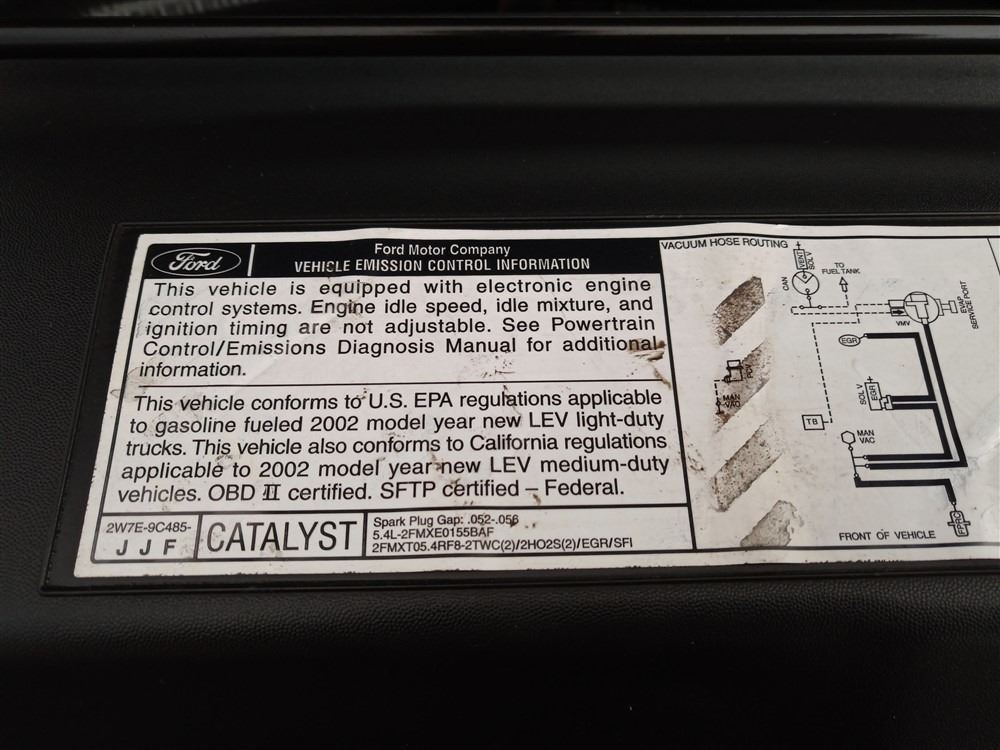 Ford
Ford Motor Company
VEHICLE EMISSION CONTROL INFORMATION
This vehicle is equipped with electronic engine
control systems. Engine idle speed, idle mixture, and
ignition timing are not adjustable. See Powertrain
Control/Emissions Diagnosis Manual for additional
information.
This vehicle conforms to U.S. EPA regulations applicable
to gasoline fueled 2002 model year new LEV light-duty
trucks. This vehicle also conforms to California regulations
applicable to 2002 model year new LEV medium-duty
vehicles. OBD II certified. SFTP certified – Federal.
2W7E-9C485-
JJF
CATALYST
Spark Plug Gap: .052-.056
5.4L-2FMXE0155BAF
2FMXT05.4RF8-2TWC(2)/2HO2S(2)/EGR/SFI
VACUUM HOSE ROUTING
VENT
SOL V
CAN
TO
FUEL TANK
VMV
EVAP
SERVICE PORT
EGR
PCV
MAN
VAC
SOL V
EGR
TB
MAN
VAC
FPRC
FRONT OF VEHICLE